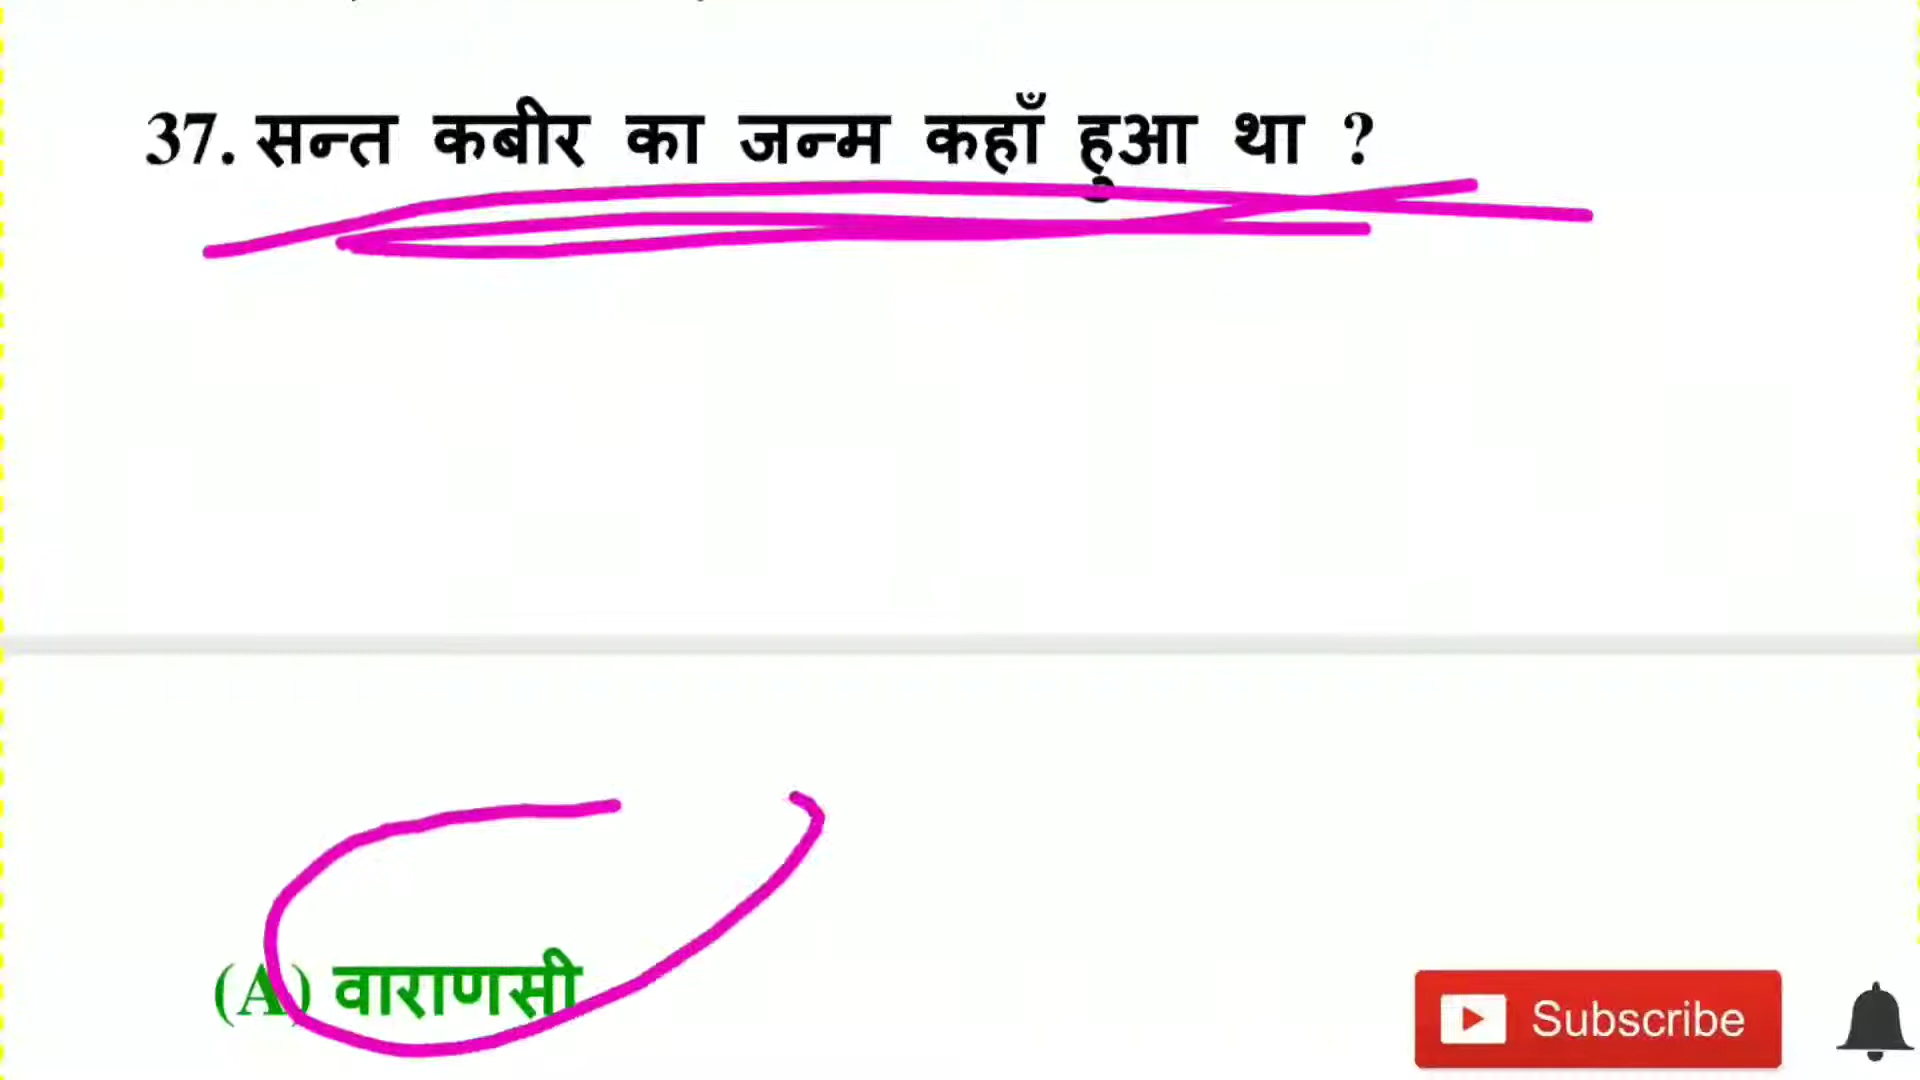 37. सन्त कबीर का जन्म कहाँ हुआ था ?
(A) वाराणसी
Subscribe